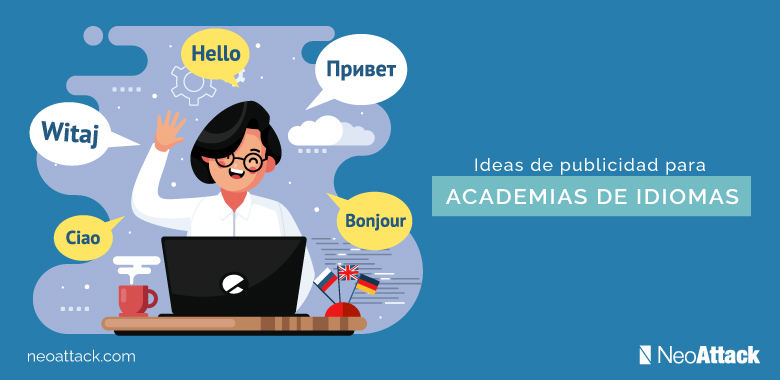 Hello
Привет
Witaj
Ciao
Bonjour
Ideas de publicidad para
ACADEMIAS DE IDIOMAS
neoattack.com
NeoAttack